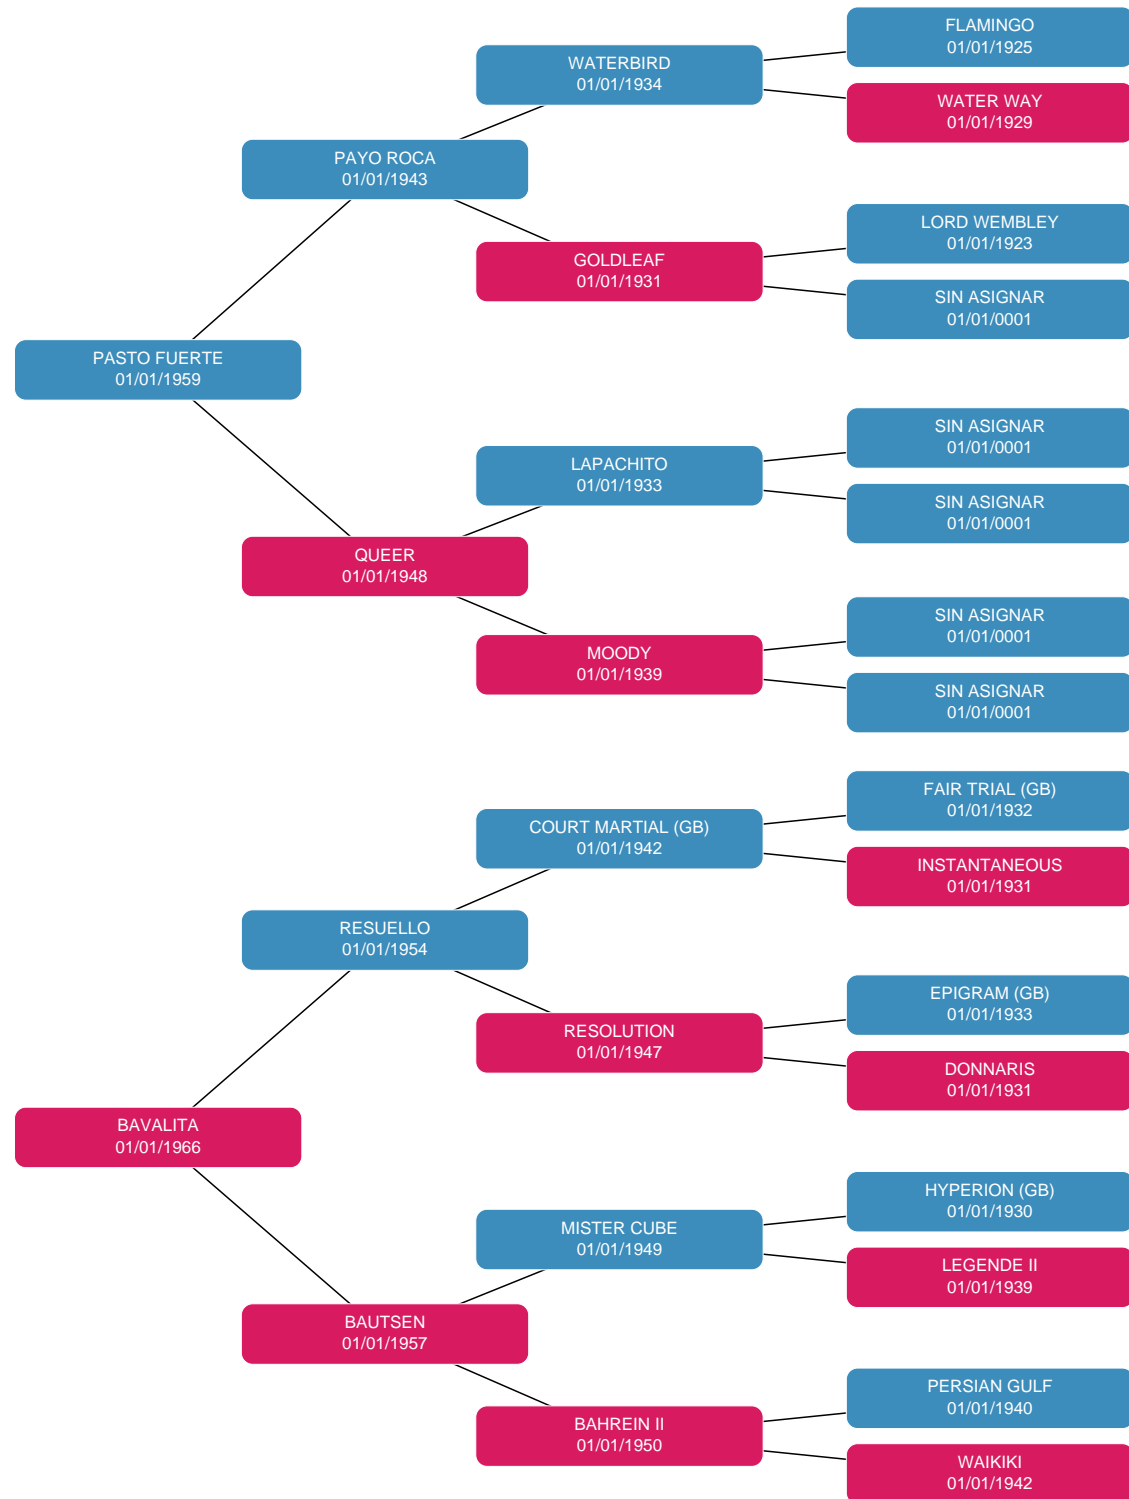 FLAMINGO
01/01/1925
WATERBIRD
01/01/1934
WATER WAY
01/01/1929
PAYO ROCA
01/01/1943
LORD WEMBLEY
01/01/1923
GOLDLEAF
01/01/1931
SIN ASIGNAR
01/01/0001
PASTO FUERTE
01/01/1959
SIN ASIGNAR
01/01/0001
LAPACHITO
01/01/1933
SIN ASIGNAR
01/01/0001
QUEER
01/01/1948
SIN ASIGNAR
01/01/0001
MOODY
01/01/1939
SIN ASIGNAR
01/01/0001
FAIR TRIAL (GB)
01/01/1932
COURT MARTIAL (GB)
01/01/1942
INSTANTANEOUS
01/01/1931
RESUELLO
01/01/1954
EPIGRAM (GB)
01/01/1933
RESOLUTION
01/01/1947
DONNARIS
01/01/1931
BAVALITA
01/01/1966
HYPERION (GB)
01/01/1930
MISTER CUBE
01/01/1949
LEGENDE II
01/01/1939
BAUTSEN
01/01/1957
PERSIAN GULF
01/01/1940
BAHREIN II
01/01/1950
WAIKIKI
01/01/1942